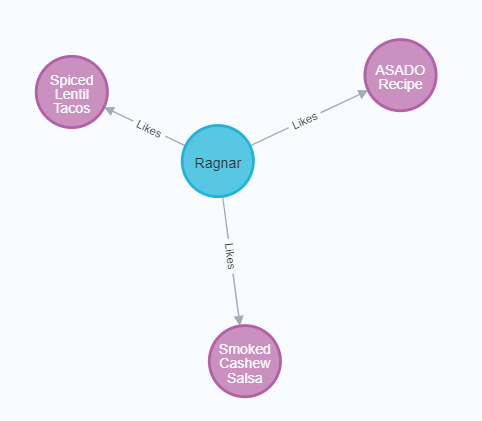 ASADO
Recipe
Spiced
Lentil
Tacos
Likes
Likes
Ragnar
Likes
Smoked
Cashew
Salsa